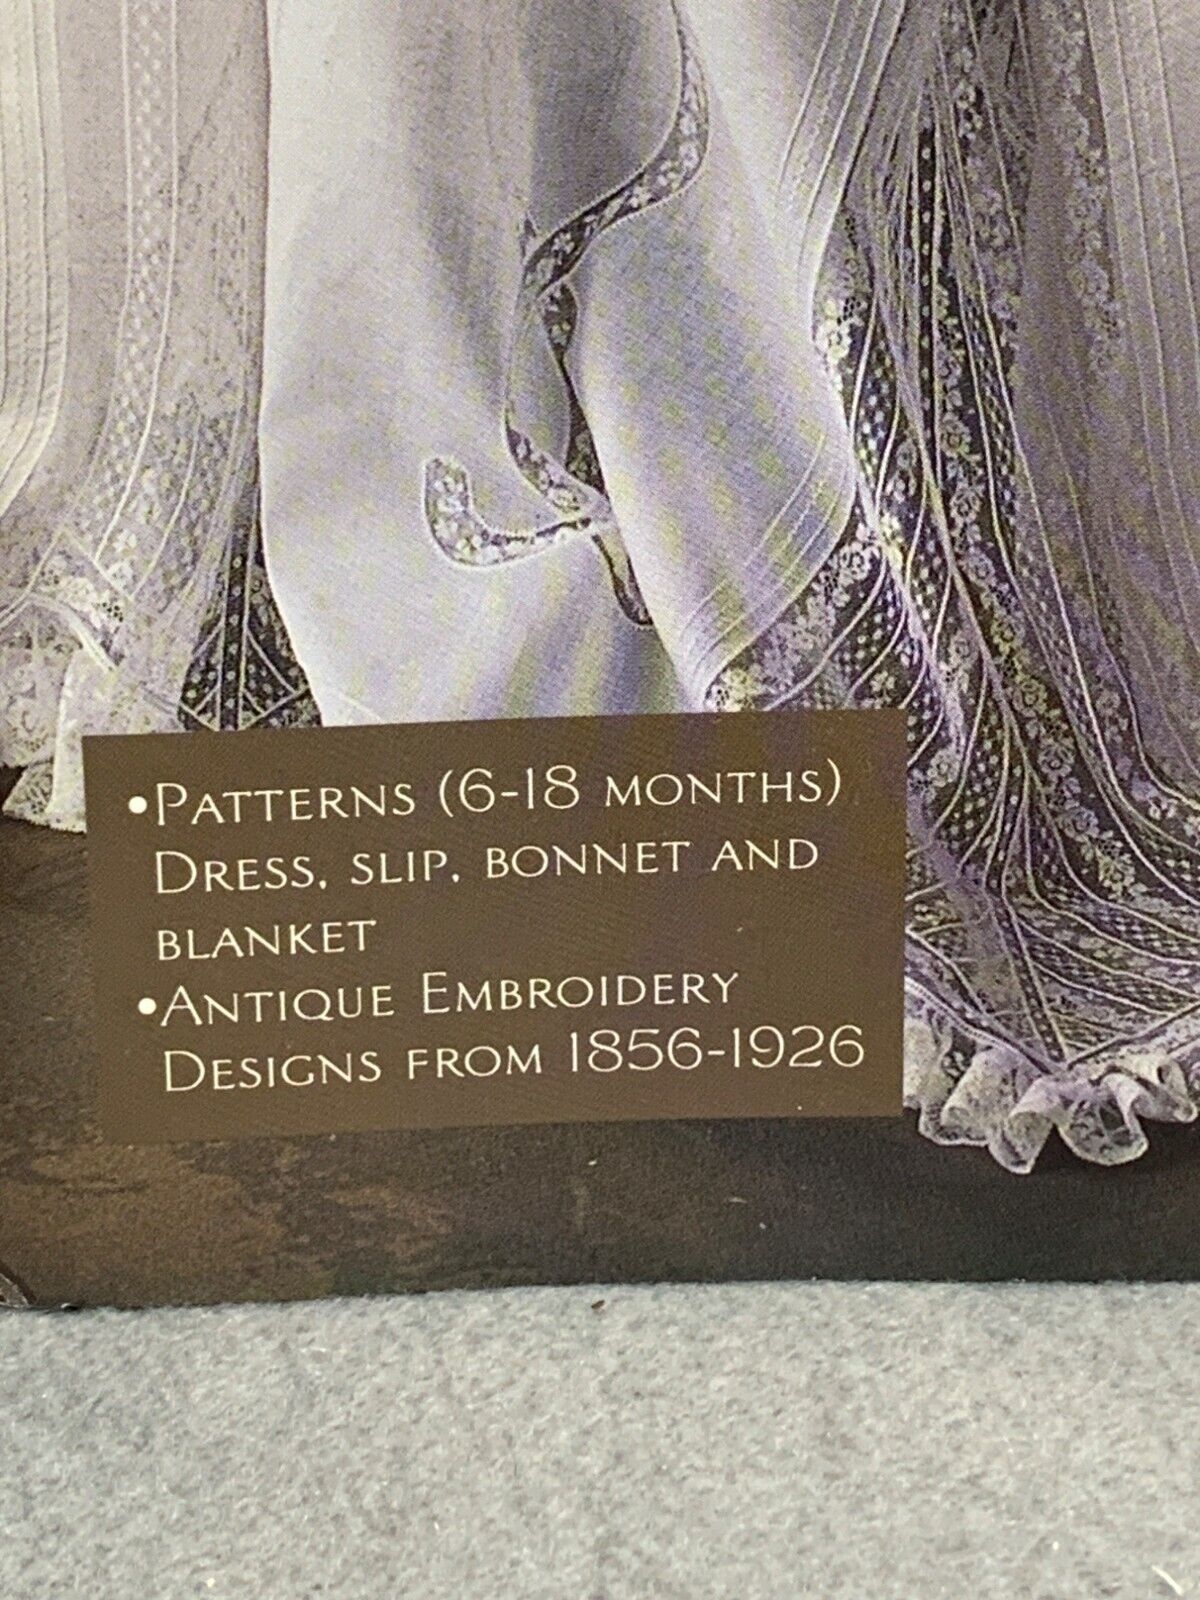 •Patterns (6-18 months)
Dress, slip, bonnet and
blanket
•Antique Embroidery
Designs from 1856-1926